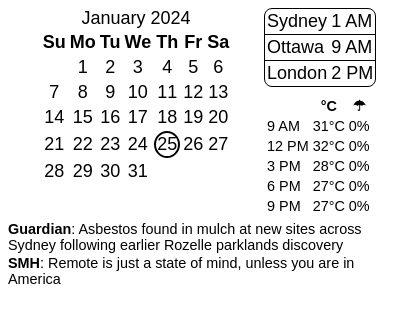 January 2024
Su Mo Tu We Th Fr Sa
1 2 3 4 5 6
7 8 9 10 11 12 13
14 15 16 17 18 19 20
21 22 23 24 25 26 27
28 29 30 31
Sydney 1 AM
Ottawa 9 AM
London 2 PM
°C ☂
9 AM 31°C 0%
12 PM 32°C 0%
3 PM 28°C 0%
6 PM 27°C 0%
9 PM 27°C 0%
Guardian: Asbestos found in mulch at new sites across
Sydney following earlier Rozelle parklands discovery
SMH: Remote is just a state of mind, unless you are in
America